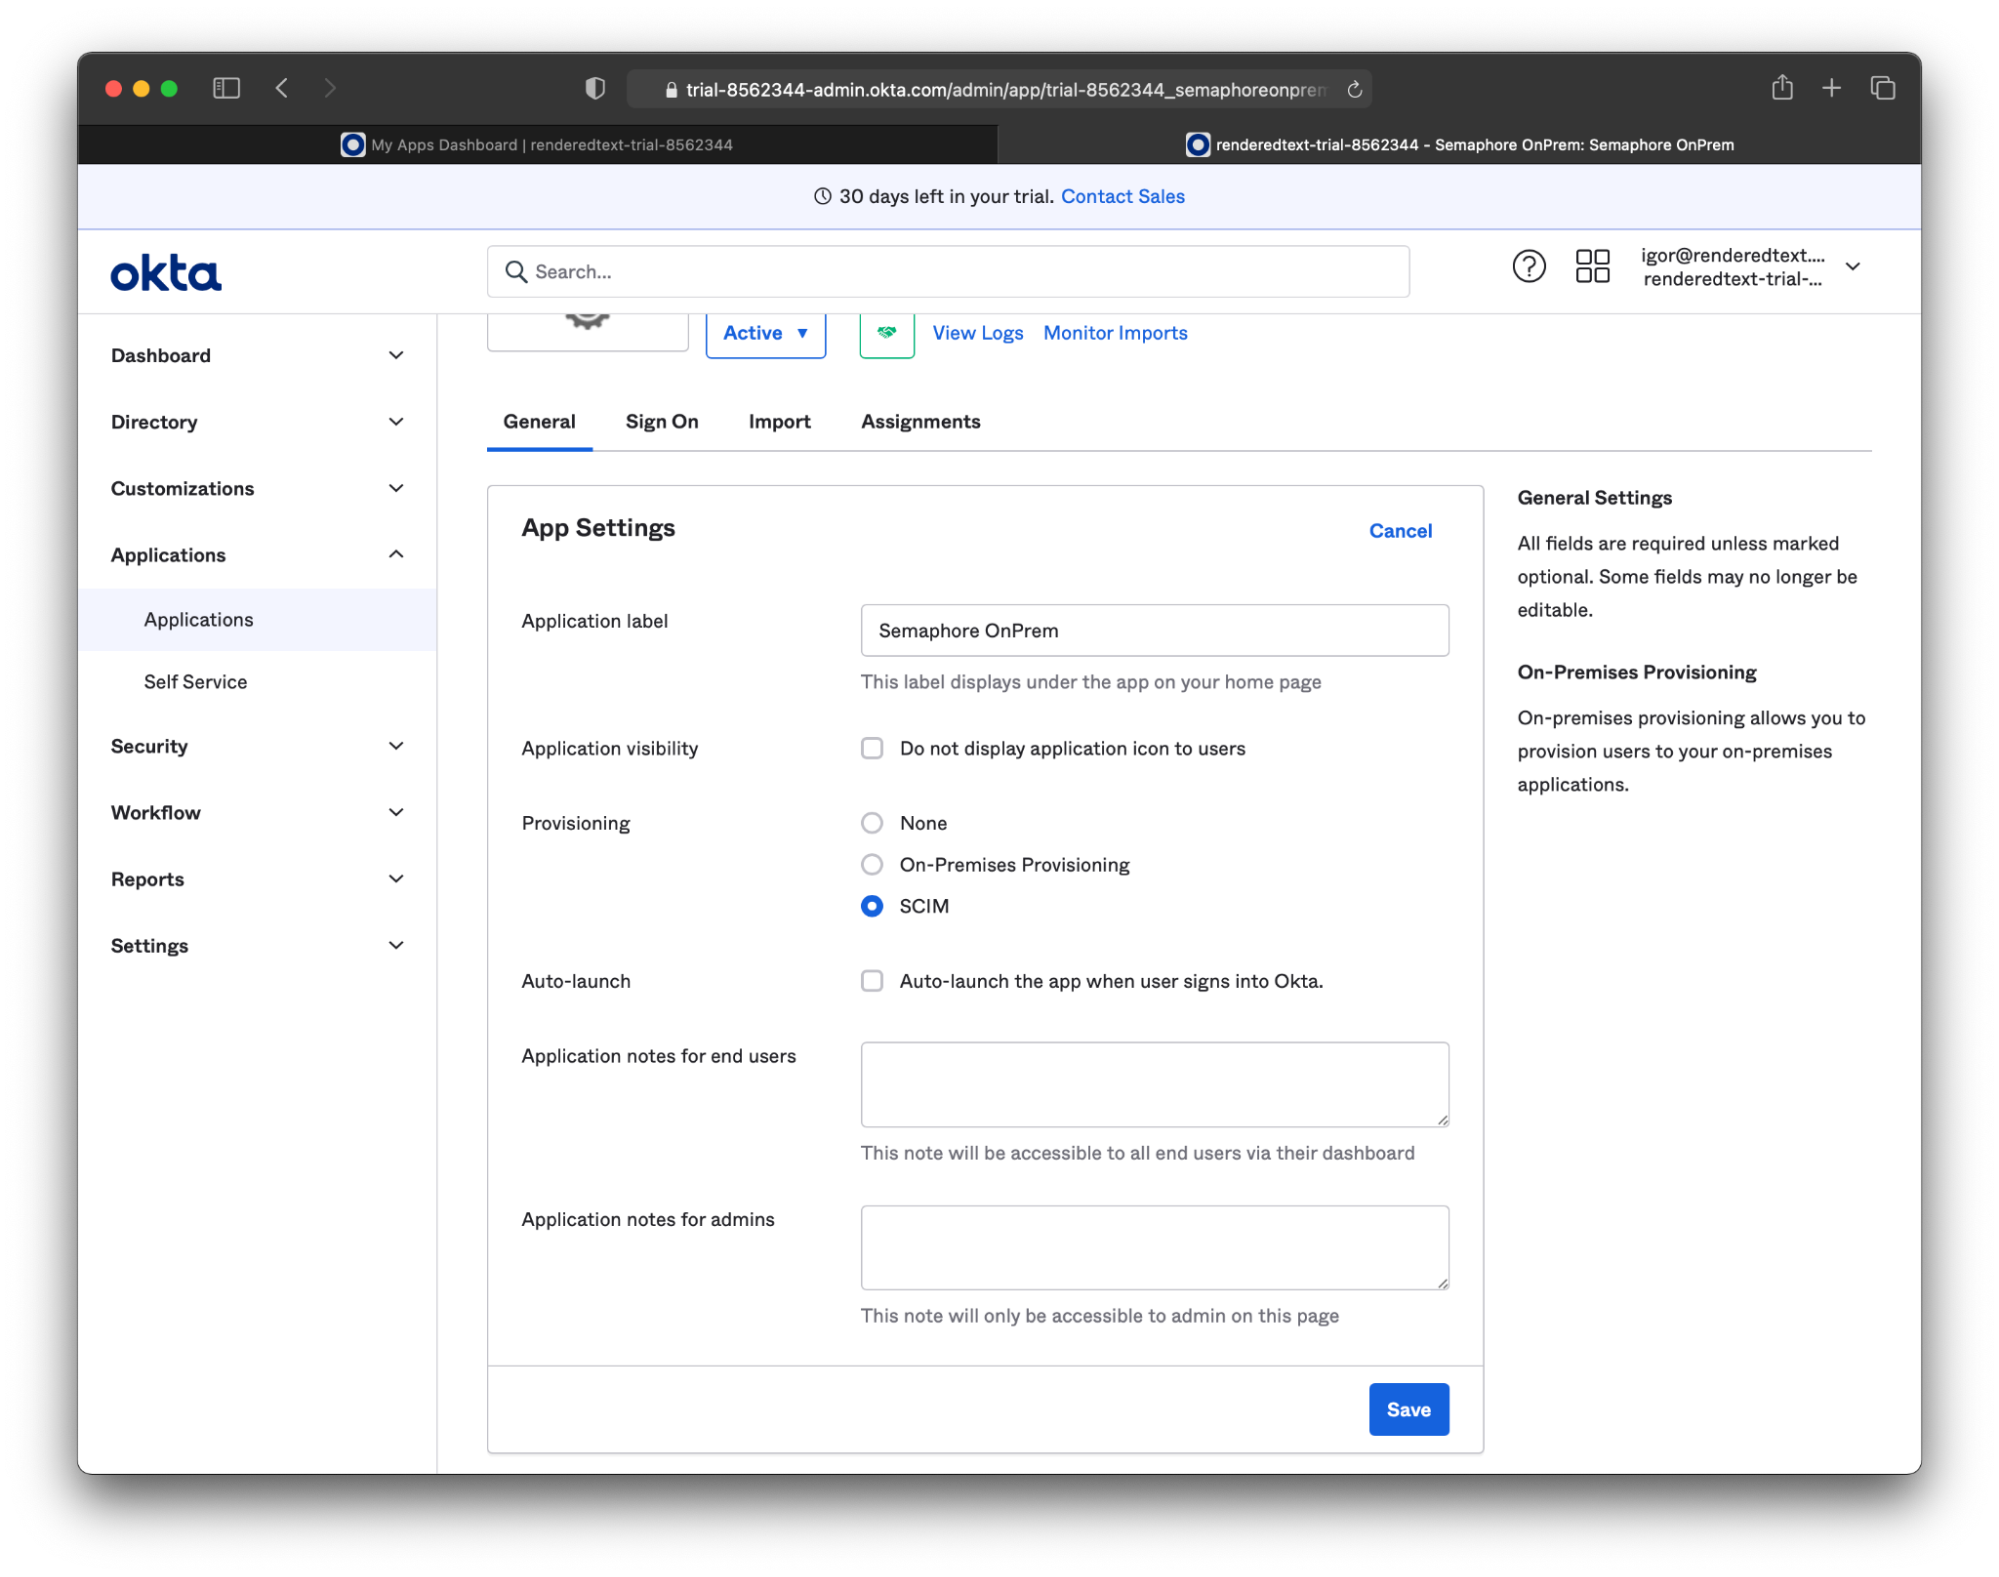 trial-8562344-admin.okta.com/admin/app/trial-8562344_semaphoreonprem
My Apps Dashboard | renderedtext-trial-8562344
renderedtext-trial-8562344 - Semaphore OnPrem: Semaphore OnPrem
30 days left in your trial. Contact Sales
okta
Search...
igor@renderedtext....
renderedtext-trial-...
Active ▼
View Logs
Monitor Imports
Dashboard
Directory
Customizations
Applications
Applications
Self Service
Security
Workflow
Reports
Settings
General
Sign On
Import
Assignments
App Settings
Cancel
Application label
Semaphore OnPrem
This label displays under the app on your home page
Application visibility
Do not display application icon to users
Provisioning
None
On-Premises Provisioning
SCIM
Auto-launch
Auto-launch the app when user signs into Okta.
Application notes for end users
This note will be accessible to all end users via their dashboard
Application notes for admins
This note will only be accessible to admin on this page
Save
General Settings
All fields are required unless marked
optional. Some fields may no longer be
editable.
On-Premises Provisioning
On-premises provisioning allows you to
provision users to your on-premises
applications.